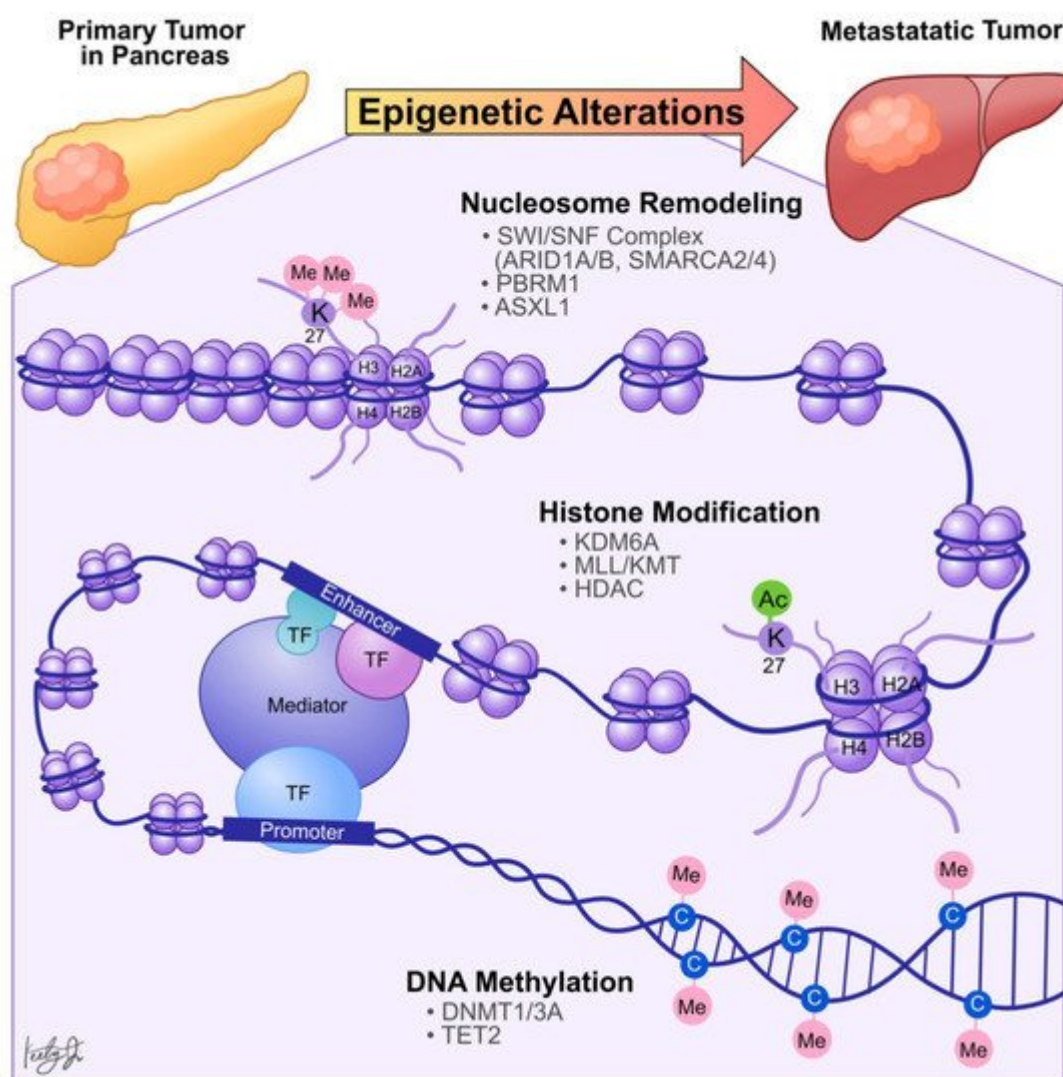 Primary Tumor
in Pancreas
Epigenetic Alterations
Metastatatic Tumor
Nucleosome Remodeling
• SWI/SNF Complex
(ARID1A/B, SMARCA2/4)
• PBRM1
• ASXL1
Me Me
Me
K
27
H3 H2A
H4 H2B
Histone Modification
• KDM6A
• MLL/KMT
• HDAC
Ac
K
27
H3 H2A
H4 H2B
Enhancer
TF
TF
Mediator
TF
Promoter
Me Me Me
C C C
C C C
Me Me Me
DNA Methylation
• DNMT1/3A
• TET2